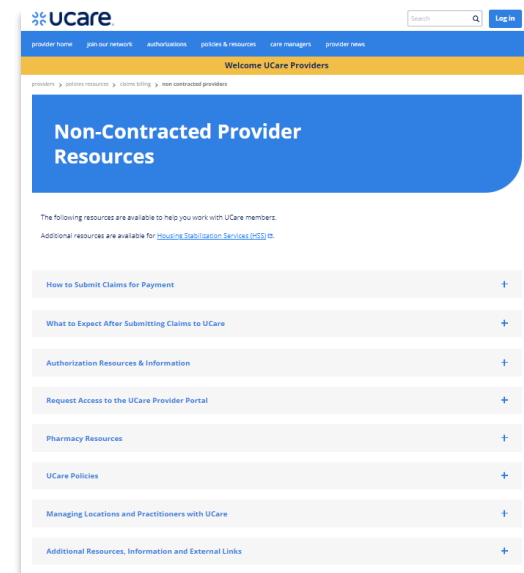 ucare.
Search
Log in
provider home join our network authorizations policies & resources care managers provider news
Welcome UCare Providers
providers > policies resources > claims billing > non contracted providers
Non-Contracted Provider
Resources
The following resources are available to help you work with UCare members.
Additional resources are available for Housing Stabilization Services (HSS).
How to Submit Claims for Payment +
What to Expect After Submitting Claims to UCare +
Authorization Resources & Information +
Request Access to the UCare Provider Portal +
Pharmacy Resources +
UCare Policies +
Managing Locations and Practitioners with UCare +
Additional Resources, Information and External Links +